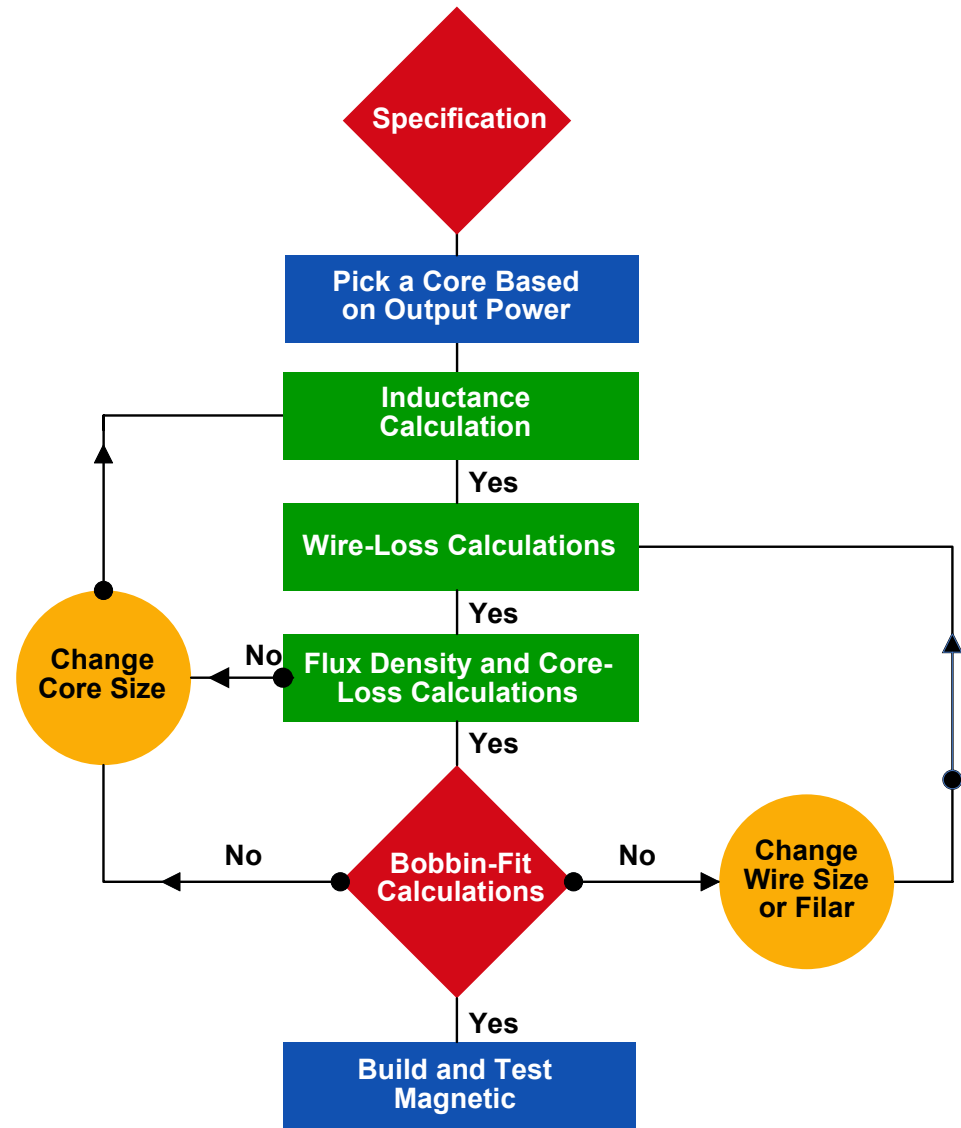 Specification
Pick a Core Based
on Output Power
Inductance
Calculation
Yes
Wire-Loss Calculations
Yes
Change
Core Size
No
Flux Density and Core-
Loss Calculations
Yes
No
Bobbin-Fit
Calculations
No
Change
Wire Size
or Filar
Yes
Build and Test
Magnetic